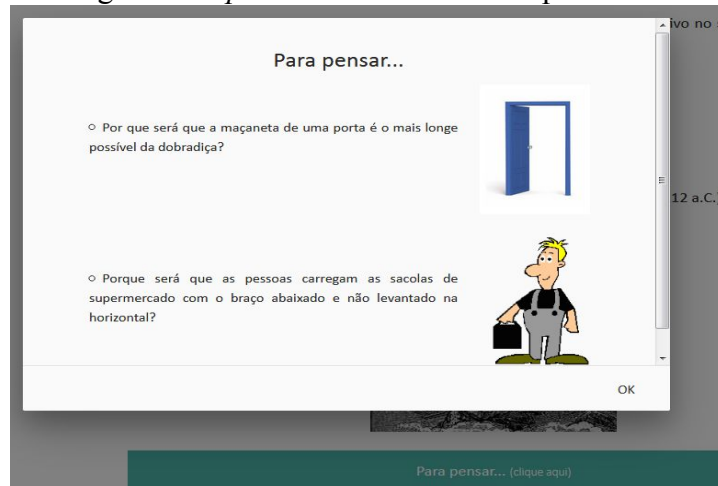 ivo no
Para pensar...
○ Por que será que a maçaneta de uma porta é o mais longe
possível da dobradiça?
12 a.C.)
○ Porque será que as pessoas carregam as sacolas de
supermercado com o braço abaixado e não levantado na
horizontal?
OK
Para pensar... (clique aqui)